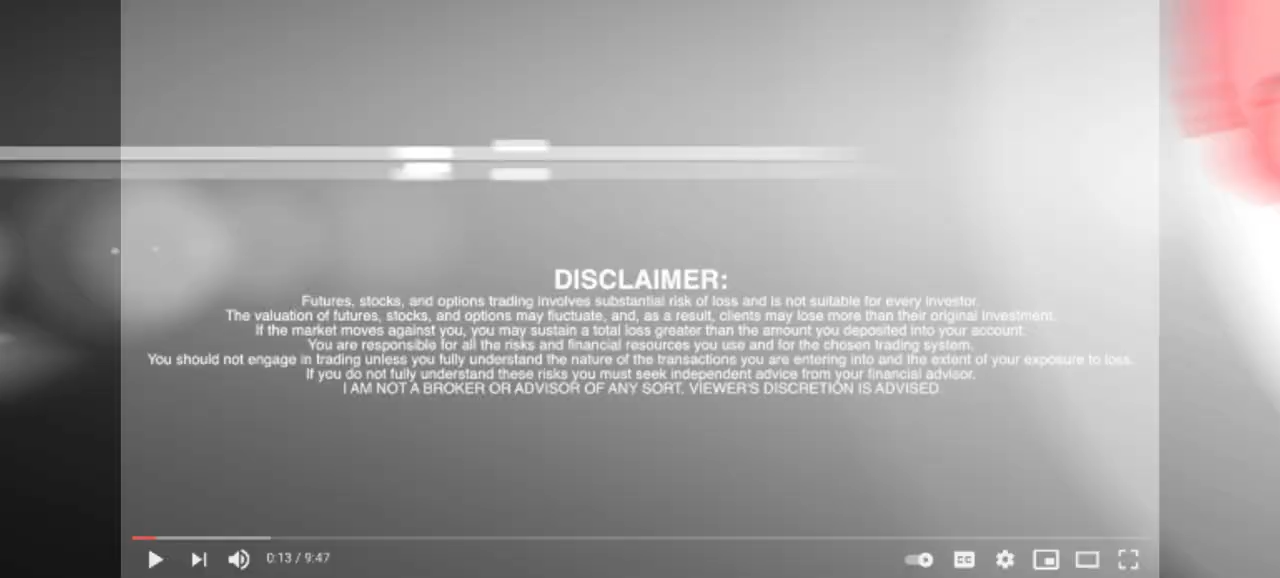 DISCLAIMER:
Futures, stocks, and options trading involves substantial risk of loss and is not suitable for every investor.
The valuation of futures, stocks, and options may fluctuate, and, as a result, clients may lose more than their original investment.
If the market moves against you, you may sustain a total loss greater than the amount you deposited into your account.
You are responsible for all the risks and financial resources you use and for the chosen trading system.
You should not engage in trading unless you fully understand the nature of the transactions you are entering into and the extent of your exposure to loss.
If you do not fully understand these risks you must seek independent advice from your financial advisor.
I AM NOT A BROKER OR ADVISOR OF ANY SORT. VIEWER'S DISCRETION IS ADVISED
0:13 / 9:47
CC